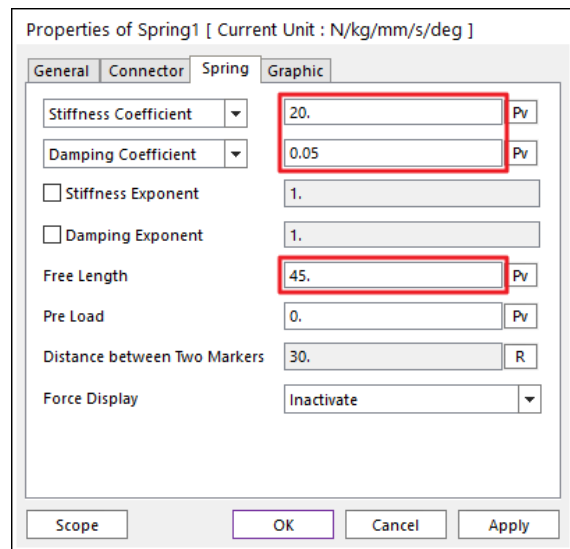 Properties of Spring1 [ Current Unit : N/kg/mm/s/deg ]
General Connector Spring Graphic
Stiffness Coefficient 20. Pv
Damping Coefficient 0.05 Pv
Stiffness Exponent 1.
Damping Exponent 1.
Free Length 45. Pv
Pre Load 0. Pv
Distance between Two Markers 30. R
Force Display Inactivate
Scope OK Cancel Apply